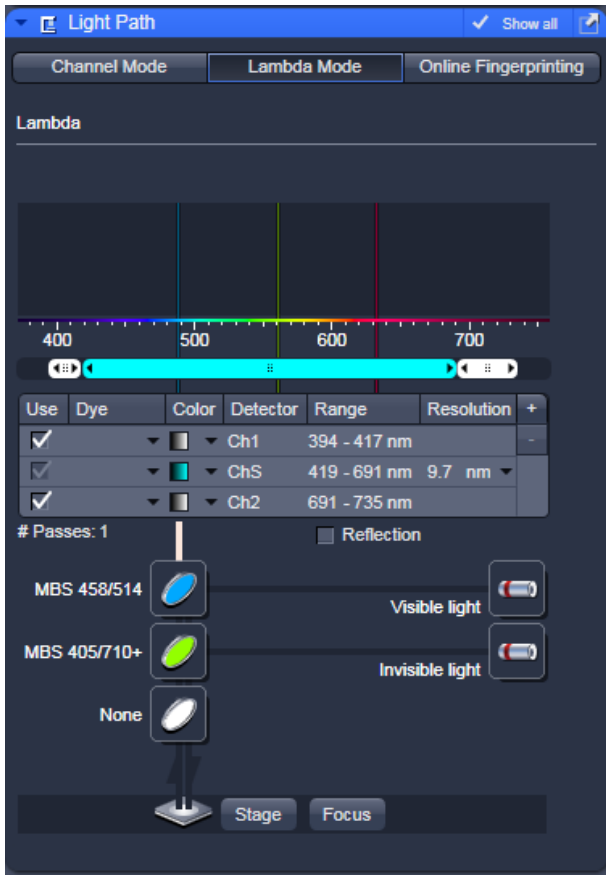 Light Path Show all
Channel Mode Lambda Mode Online Fingerprinting
Lambda
400 500 600 700
Use Dye Color Detector Range Resolution +
Ch1 394 - 417 nm -
ChS 419 - 691 nm 9.7 nm
Ch2 691 - 735 nm
# Passes: 1 Reflection
MBS 458/514
Visible light
MBS 405/710+
Invisible light
None
Stage Focus